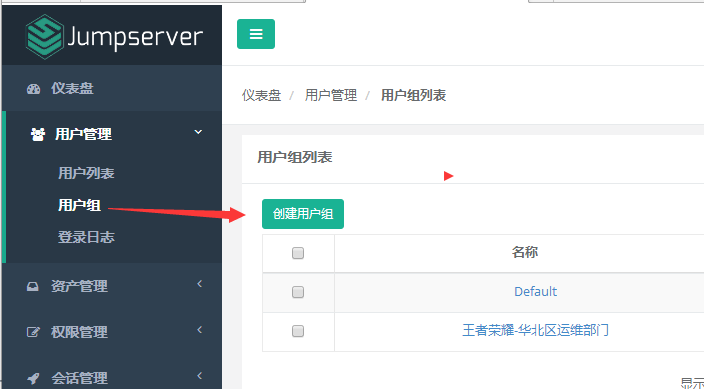 Jumpserver
仪表盘
用户管理
用户列表
用户组
登录日志
资产管理
权限管理
会话管理
仪表盘 / 用户管理 / 用户组列表
用户组列表
创建用户组
名称
Default
王者荣耀-华北区运维部门
显示